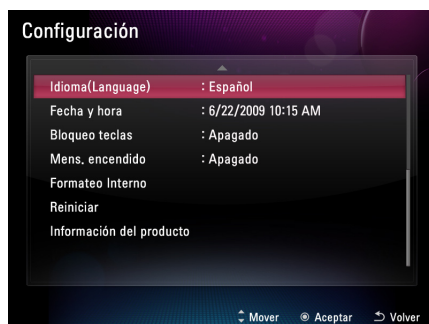 Configuración
Idioma(Language) : Español
Fecha y hora : 6/22/2009 10:15 AM
Bloqueo teclas : Apagado
Mens. encendido : Apagado
Formateo Interno
Reiniciar
Información del producto
Mover Aceptar Volver